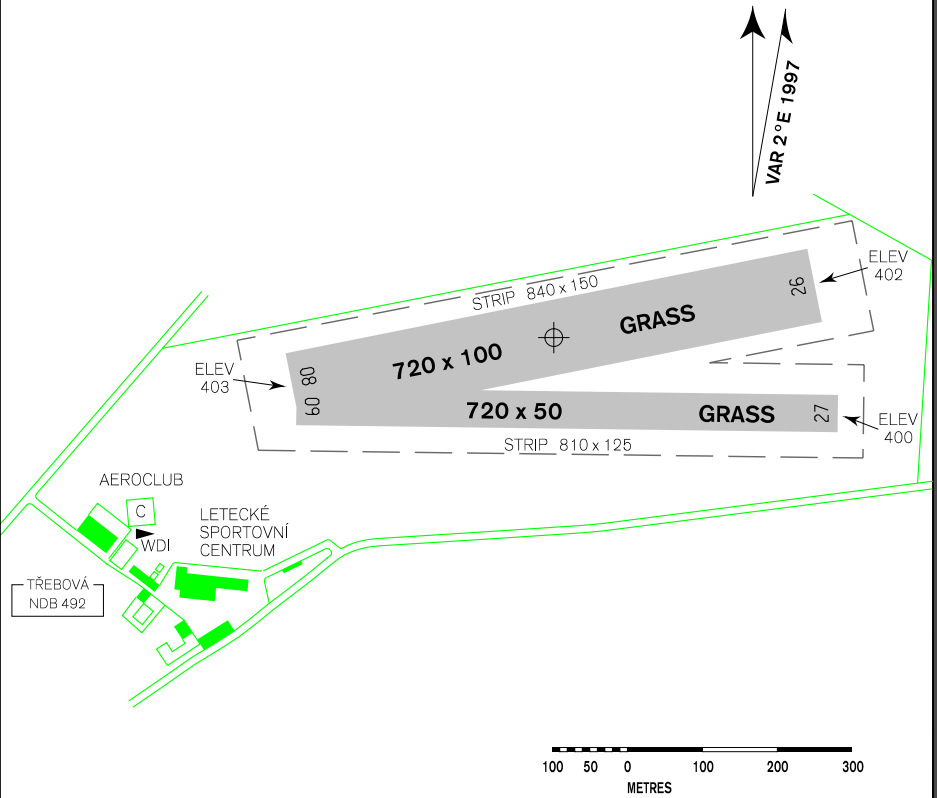 VAR 2°E 1997
ELEV
402
STRIP 840 x 150
26
GRASS
720 x 100
ELEV
403
08
09
720 x 50
GRASS
27
ELEV
400
STRIP 810 x 125
AEROCLUB
C
WDI
LETECKÉ
SPORTOVNÍ
CENTRUM
TŘEBOVÁ
NDB 492
100 50 0 100 200 300
METRES